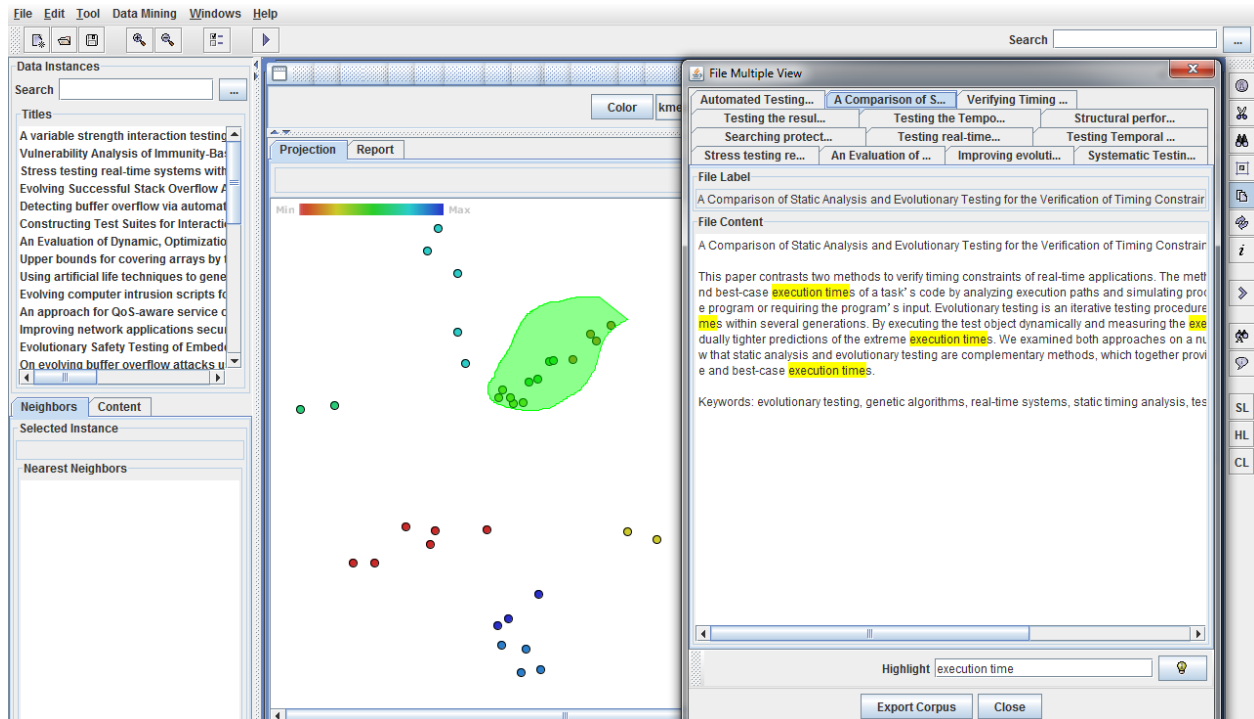 File Edit Tool Data Mining Windows Help
Search ...
Data Instances
Search ...
Titles
A variable strength interaction testing
Vulnerability Analysis of Immunity-Ba
Stress testing real-time systems with
Evolving Successful Stack Overflow A
Detecting buffer overflow via automat
Constructing Test Suites for Interacti
An Evaluation of Dynamic, Optimizatio
Upper bounds for covering arrays by
Using artificial life techniques to gene
Evolving computer intrusion scripts fo
An approach for QoS-aware service c
Improving network applications secu
Evolutionary Safety Testing of Embed
On evolving buffer overflow attacks u
Neighbors Content
Selected Instance
Nearest Neighbors
Color kme
Projection Report
Min Max
File Multiple View
Automated Testing... A Comparison of S... Verifying Timing ...
Testing the resul... Testing the Tempo... Structural perfor...
Searching protect... Testing real-time... Testing Temporal ...
Stress testing re... An Evaluation of ... Improving evoluti... Systematic Testin...
File Label
A Comparison of Static Analysis and Evolutionary Testing for the Verification of Timing Constrair
File Content
A Comparison of Static Analysis and Evolutionary Testing for the Verification of Timing Constrair
This paper contrasts two methods to verify timing constraints of real-time applications. The meth
nd best-case execution times of a task's code by analyzing execution paths and simulating proc
e program or requiring the program's input. Evolutionary testing is an iterative testing procedure
mes within several generations. By executing the test object dynamically and measuring the exe
dually tighter predictions of the extreme execution times. We examined both approaches on a nu
w that static analysis and evolutionary testing are complementary methods, which together provi
e and best-case execution times.
Keywords: evolutionary testing, genetic algorithms, real-time systems, static timing analysis, tes
Highlight execution time
Export Corpus Close
i
SL
HL
CL